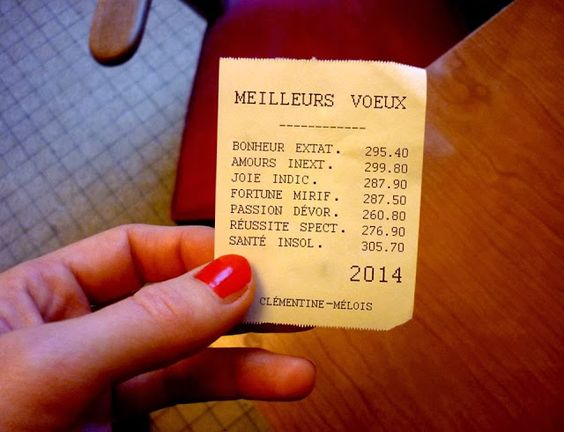 MEILLEURS VOEUX
------------
BONHEUR EXTAT. 295.40
AMOURS INEXT. 299.80
JOIE INDIC. 287.90
FORTUNE MIRIF. 287.50
PASSION DÉVOR. 260.80
RÉUSSITE SPECT. 276.90
SANTÉ INSOL. 305.70
2014
CLÉMENTINE-MÉLOIS